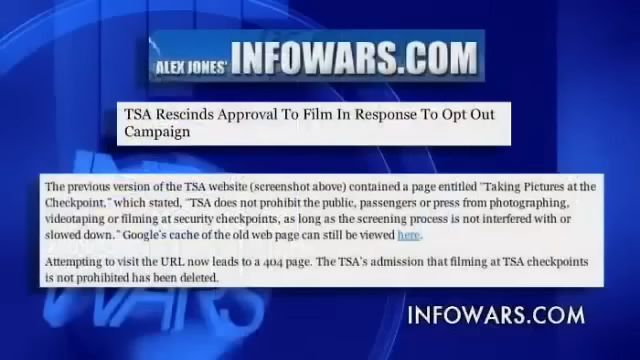 ALEX JONES' INFOWARS.COM
TSA Rescinds Approval To Film In Response To Opt Out
Campaign
The previous version of the TSA website (screenshot above) contained a page entitled "Taking Pictures at the
Checkpoint," which stated, "TSA does not prohibit the public, passengers or press from photographing,
videotaping or filming at security checkpoints, as long as the screening process is not interfered with or
slowed down." Google's cache of the old web page can still be viewed here.
Attempting to visit the URL now leads to a 404 page. The TSA's admission that filming at TSA checkpoints
is not prohibited has been deleted.
WARS
INFOWARS.COM